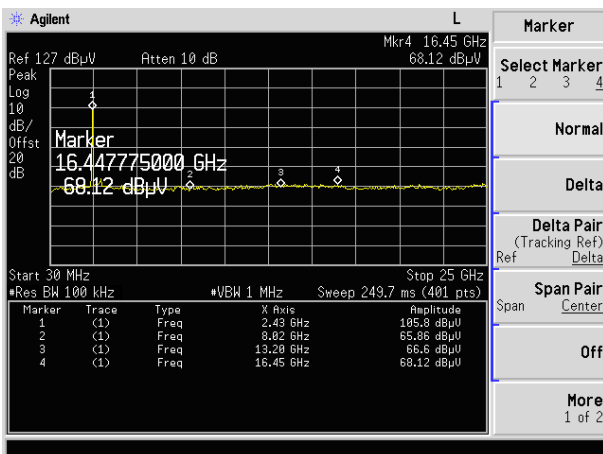 Agilent
L
Mkr4 16.45 GHz
Ref 127 dBµV Atten 10 dB 68.12 dBµV
Peak
Log
10
dB/
Offst
20
dB
1
2
3
4
Marker
16.447775000 GHz
68.12 dBµV
Start 30 MHz Stop 25 GHz
#Res BW 100 kHz #VBW 1 MHz Sweep 249.7 ms (401 pts)
Marker Trace Type X Axis Amplitude
1 (1) Freq 2.43 GHz 105.8 dBµV
2 (1) Freq 8.02 GHz 65.86 dBµV
3 (1) Freq 13.20 GHz 66.6 dBµV
4 (1) Freq 16.45 GHz 68.12 dBµV
Marker
Select Marker
1 2 3 4
Normal
Delta
Delta Pair
(Tracking Ref)
Ref Delta
Span Pair
Span Center
Off
More
1 of 2